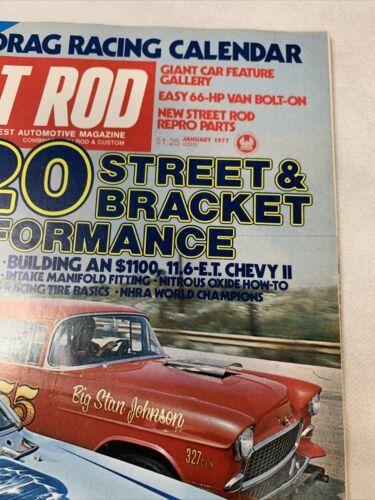 DRAG RACING CALENDAR
T ROD
EST AUTOMOTIVE MAGAZINE
ROD & CUSTOM
GIANT CAR FEATURE
GALLERY
EASY 66-HP VAN BOLT-ON
NEW STREET ROD
REPRO PARTS
$1.25 JANUARY 1977
20 STREET &
BRACKET
FORMANCE
•BUILDING AN $1100, 11.6-E.T. CHEVY II
•INTAKE MANIFOLD FITTING •NITROUS OXIDE HOW-TO
RACING TIRE BASICS •NHRA WORLD CHAMPIONS
55
Big Stan Johnson
327